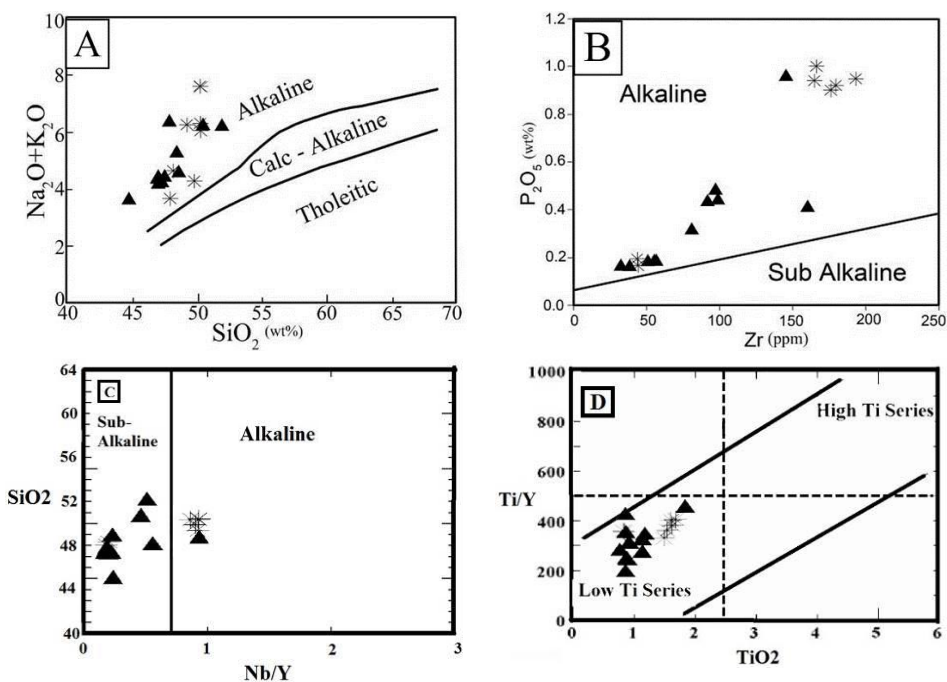 A
10
8
6
4
2
0
Na₂O+K₂O
Alkaline
Calc - Alkaline
Tholeitic
40
45
50
55
60
65
70
SiO₂ (wt%)
B
1.2
1.0
0.8
0.6
0.4
0.2
0.0
P₂O₅ (wt%)
Alkaline
Sub Alkaline
0
50
100
150
200
250
Zr (ppm)
C
64
60
56
SiO2
52
48
44
40
Sub-
Alkaline
Alkaline
0
1
2
3
Nb/Y
D
1000
800
600
Ti/Y
400
200
0
High Ti Series
Low Ti Series
0
1
2
3
4
5
6
TiO2